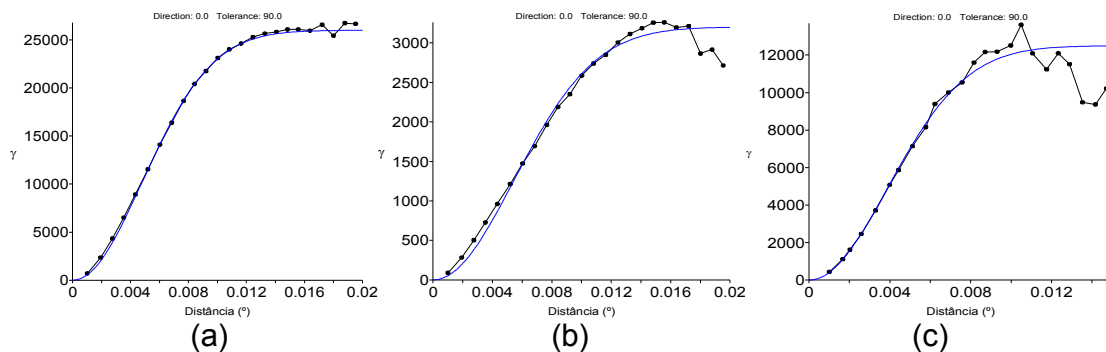 Direction: 0.0 Tolerance: 90.0
25000
20000
15000
γ
10000
5000
0
0 0.004 0.008 0.012 0.016 0.02
Distância (º)
(a)
Direction: 0.0 Tolerance: 90.0
3000
2500
2000
γ
1500
1000
500
0
0 0.004 0.008 0.012 0.016 0.02
Distância (º)
(b)
Direction: 0.0 Tolerance: 90.0
12000
10000
8000
γ
6000
4000
2000
0
0 0.004 0.008 0.012
Distância (º)
(c)